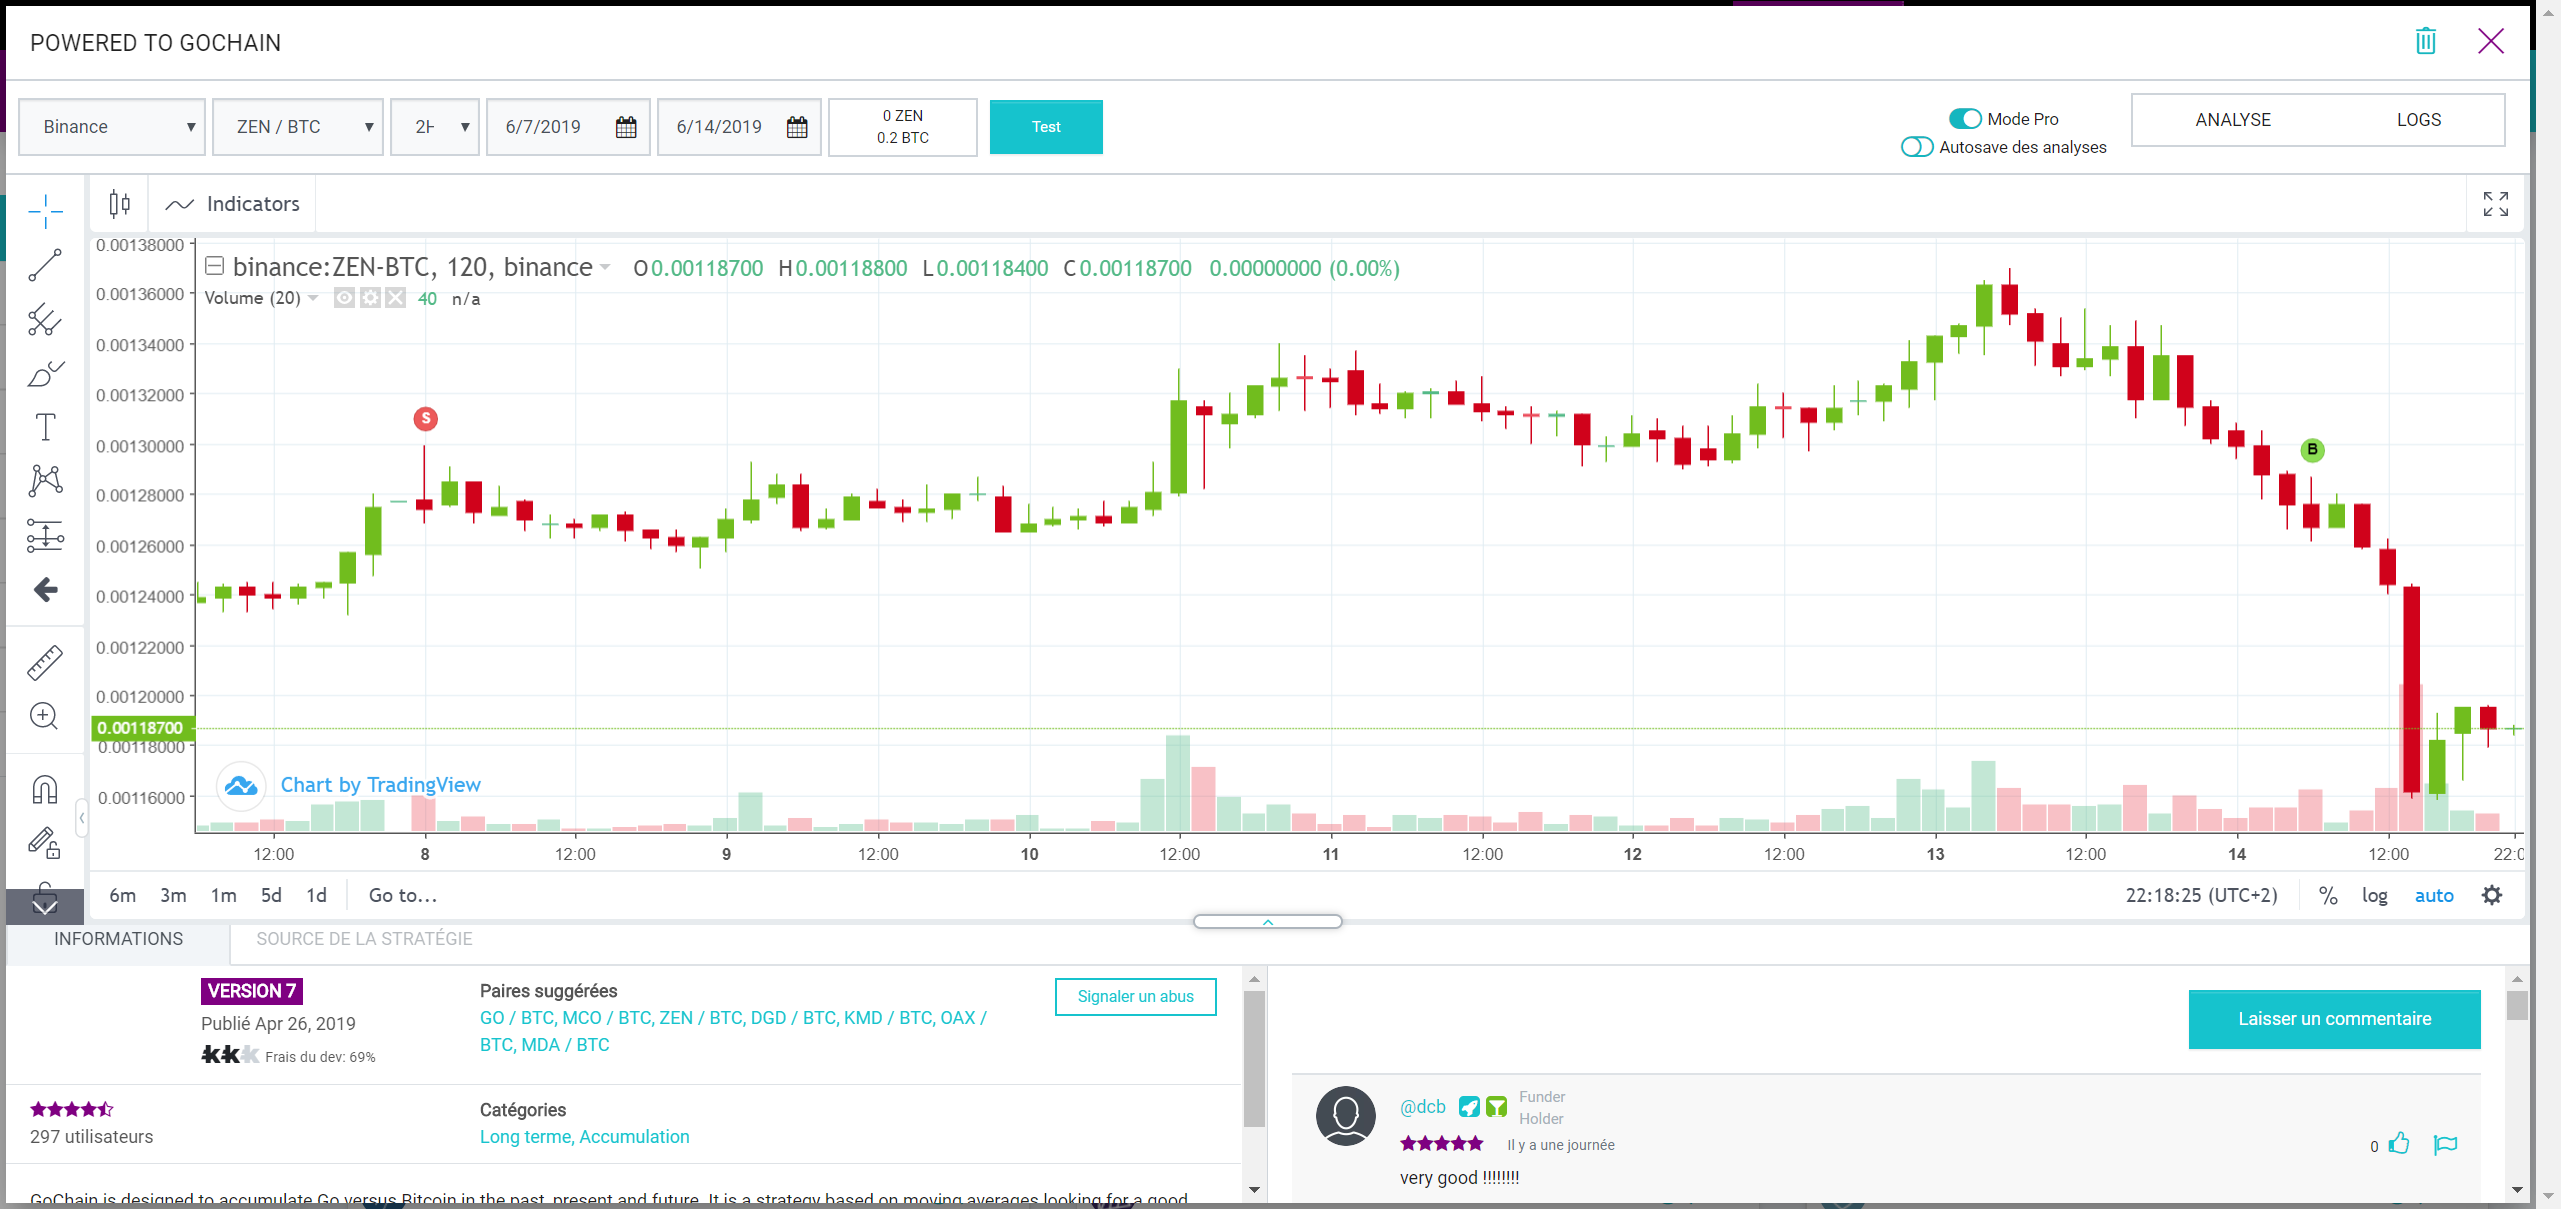 POWERED TO GOCHAIN
Binance
ZEN / BTC
6/7/2019
6/14/2019
0 ZEN
0.2 BTC
Test
Mode Pro
Autosave des analyses
ANALYSE
LOGS
Indicators
binance:ZEN-BTC, 120, binance
O0.00118700 H0.00118800 L0.00118400 C0.00118700 0.00000000 (0.00%)
Volume (20) 40 n/a
0.00138000
0.00136000
0.00134000
0.00132000
0.00130000
0.00128000
0.00126000
0.00124000
0.00122000
0.00120000
0.00118700
0.00118000
0.00116000
S
B
Chart by TradingView
12:00 8 12:00 9 12:00 10 12:00 11 12:00 12 12:00 13 12:00 14 12:00
6m 3m 1m 5d 1d Go to...
22:18:25 (UTC+2) % log auto
INFORMATIONS
SOURCE DE LA STRATÉGIE
VERSION 7
Publié Apr 26, 2019
Frais du dev: 69%
Paires suggérées
GO / BTC, MCO / BTC, ZEN / BTC, DGD / BTC, KMD / BTC, OAX /
BTC, MDA / BTC
Signaler un abus
297 utilisateurs
Catégories
Long terme, Accumulation
GoChain is designed to accumulate Go versus Bitcoin in the past, present and future. It is a strategy based on moving averages looking for a good
Laisser un commentaire
@dcb
Funder
Holder
Il y a une journée
0
very good !!!!!!!!